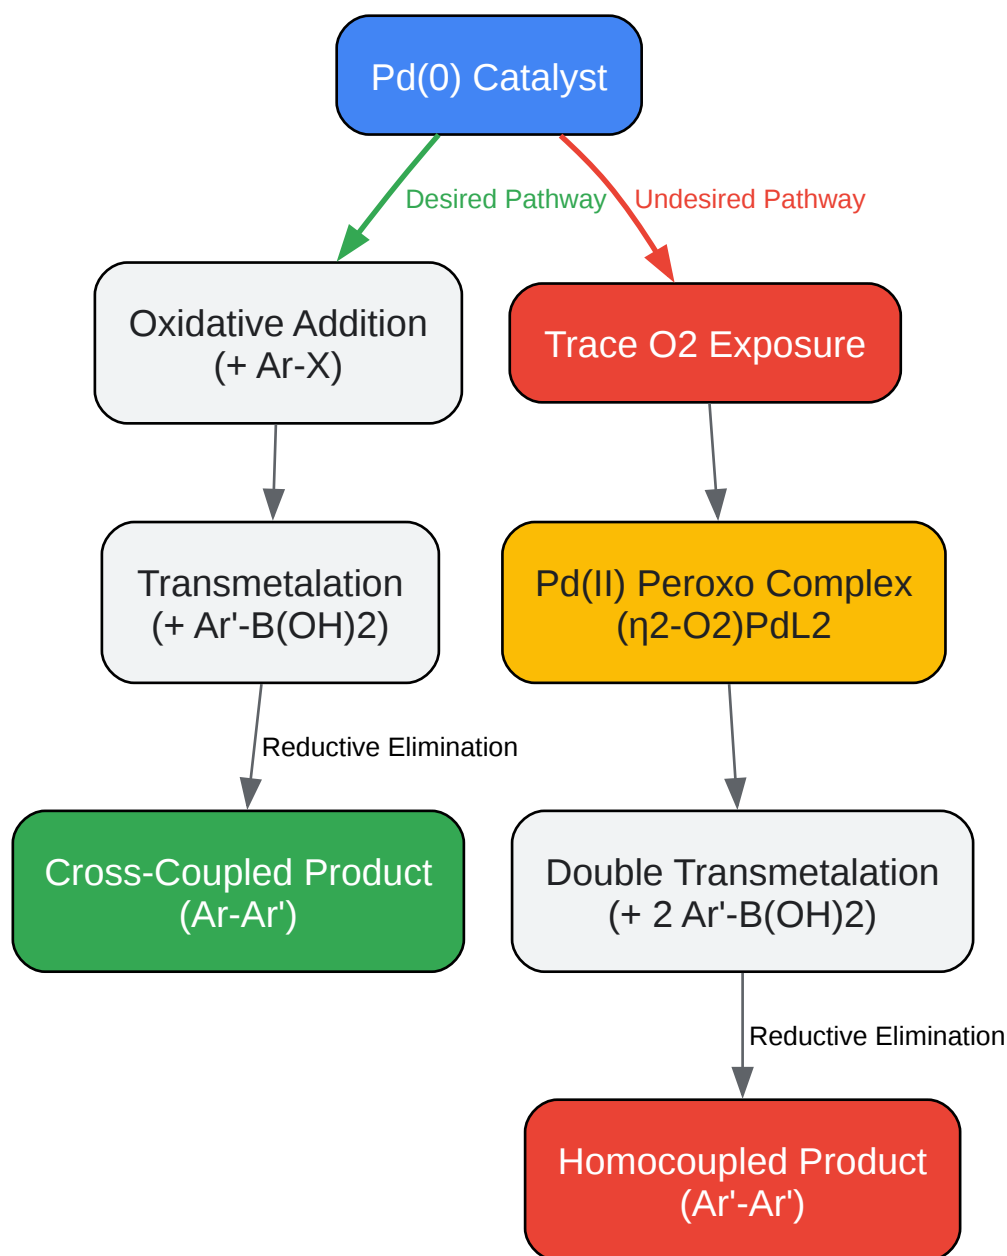 Pd(0) Catalyst
Desired Pathway
Undesired Pathway
Oxidative Addition
(+ Ar-X)
Trace O2 Exposure
Transmetalation
(+ Ar'-B(OH)2)
Pd(II) Peroxo Complex
(η2-O2)PdL2
Reductive Elimination
Cross-Coupled Product
(Ar-Ar')
Double Transmetalation
(+ 2 Ar'-B(OH)2)
Reductive Elimination
Homocoupled Product
(Ar'-Ar')